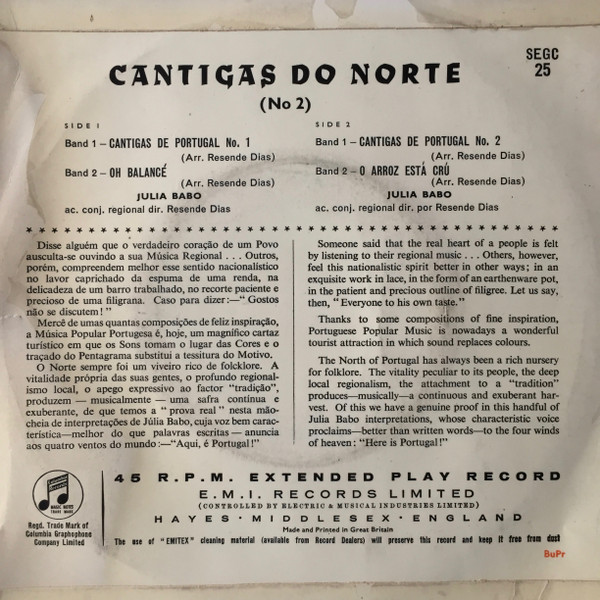 SEGC
25
CANTIGAS DO NORTE
(No 2)
SIDE 1
Band 1 – CANTIGAS DE PORTUGAL No. 1
(Arr. Resende Dias)
Band 2 – OH BALANCÉ
(Arr. Resende Dias)
JULIA BABO
ac. conj. regional dir. Resende Dias
SIDE 2
Band 1 – CANTIGAS DE PORTUGAL No. 2
(Arr. Resende Dias)
Band 2 – O ARROZ ESTÁ CRÚ
(Arr. Resende Dias)
JULIA BABO
ac. conj. regional dir. por Resende Dias
Disse alguém que o verdadeiro coração de um Povo
ausculta-se ouvindo a sua Música Regional . . . Outros,
porém, compreendem melhor esse sentido nacionalístico
no lavor caprichado da espuma de uma renda, na
delicadeza de um barro trabalhado, no recorte paciente e
precioso de uma filigrana. Caso para dizer:—“ Gostos
não se discutem ! ”
Mercê de umas quantas composições de feliz inspiração,
a Música Popular Portugesa é, hoje, um magnífico cartaz
turístico em que os Sons tomam o lugar das Cores e o
traçado do Pentagrama substitui a tessitura do Motivo.
O Norte sempre foi um viveiro rico de folklore. A
vitalidade própria das suas gentes, o profundo regional-
ismo local, o apego expressivo ao factor “tradição”,
produzem — musicalmente — uma safra contínua e
exuberante, de que temos a “ prova real ” nesta mão-
cheia de interpretações de Júlia Babo, cuja voz bem carac-
terística—melhor do que palavras escritas — anuncia
aos quatro ventos do mundo :—“Aqui, é Portugal !”
Someone said that the real heart of a people is felt
by listening to their regional music . . . Others, however,
feel this nationalistic spirit better in other ways ; in an
exquisite work in lace, in the form of an earthenware pot,
in the patient and precious outline of filigree. Let us say,
then, “ Everyone to his own taste.”
Thanks to some compositions of fine inspiration,
Portuguese Popular Music is nowadays a wonderful
tourist attraction in which sound replaces colours.
The North of Portugal has always been a rich nursery
for folklore. The vitality peculiar to its people, the deep
local regionalism, the attachment to a “tradition”
produces—musically—a continuous and exuberant har-
vest. Of this we have a genuine proof in this handful of
Julia Babo interpretations, whose characteristic voice
proclaims—better than written words—to the four winds
of heaven : “Here is Portugal !”
MAGIC NOTES
TRADE MARK
Regd. Trade Mark of
Columbia Graphophone
Company Limited
45 R.P.M. EXTENDED PLAY RECORD
E.M.I. RECORDS LIMITED
(CONTROLLED BY ELECTRIC & MUSICAL INDUSTRIES LIMITED)
HAYES · MIDDLESEX · ENGLAND
Made and Printed in Great Britain
The use of “EMITEX” cleaning material (available from Record Dealers) will preserve this record and keep it free from dust
BuPr